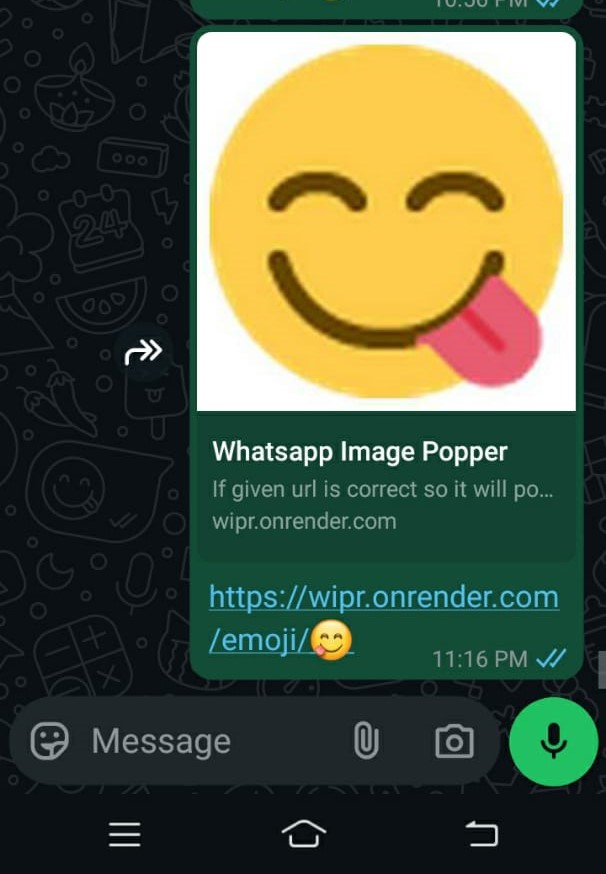 10:50 PM
Whatsapp Image Popper
If given url is correct so it will po...
wipr.onrender.com
https://wipr.onrender.com
/emoji/😋
11:16 PM
Message